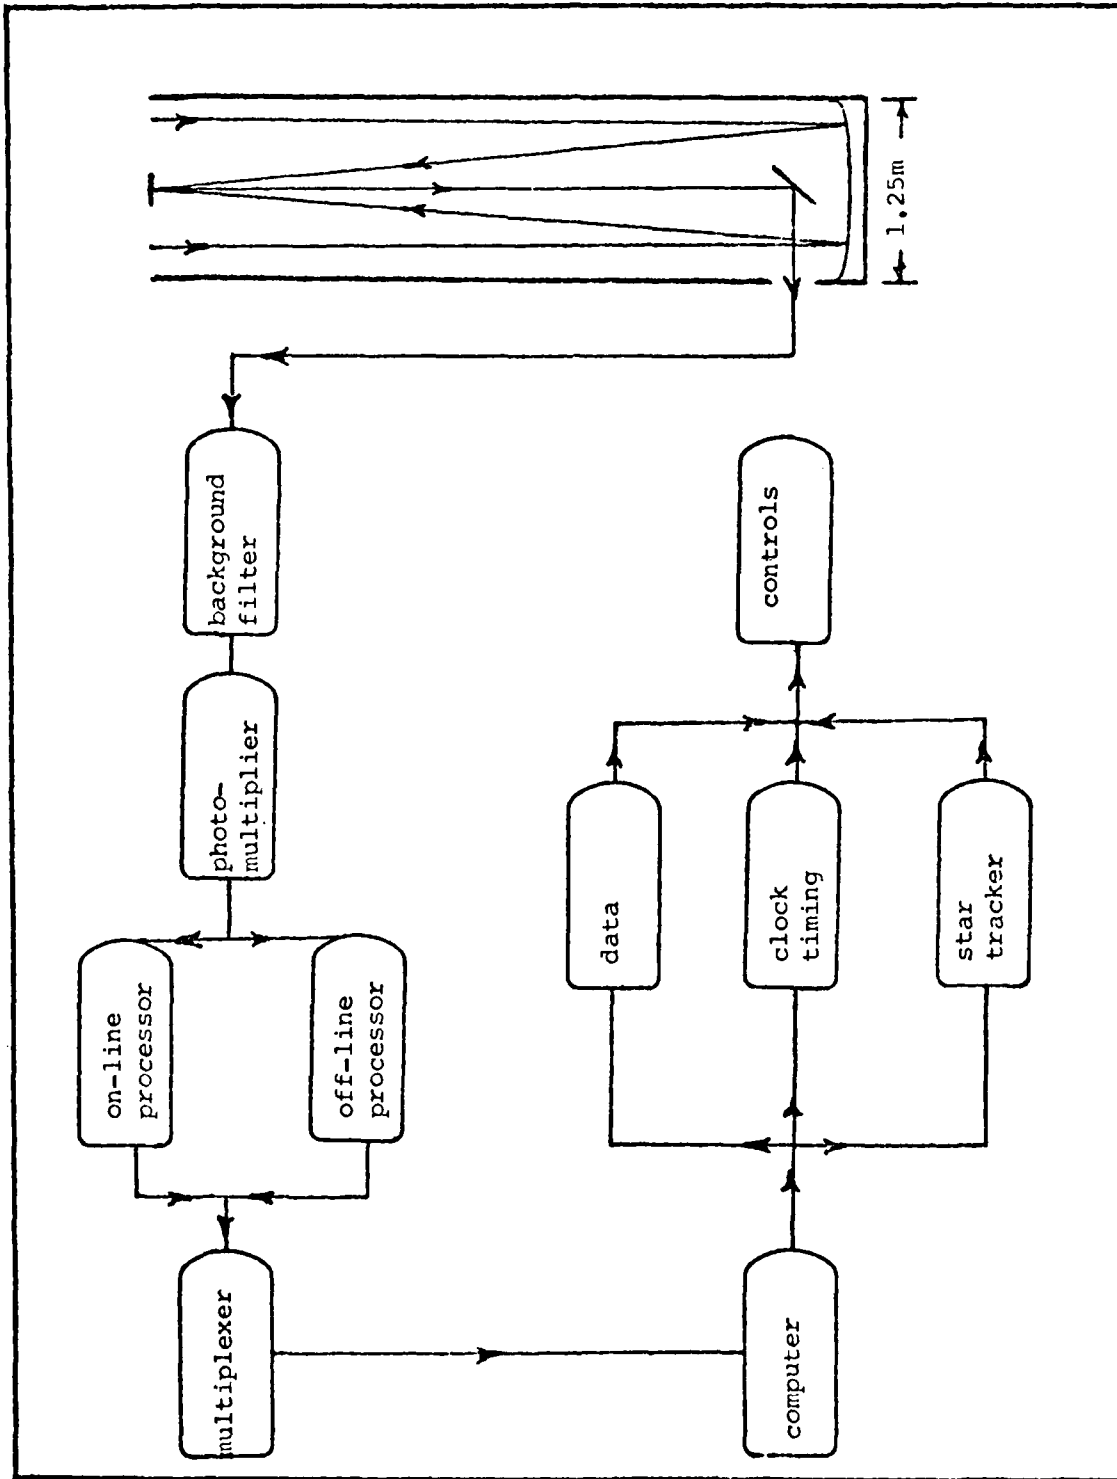 1.25m
background
filter
photo-
multiplier
on-line
processor
off-line
processor
multiplexer
computer
data
clock
timing
star
tracker
controls